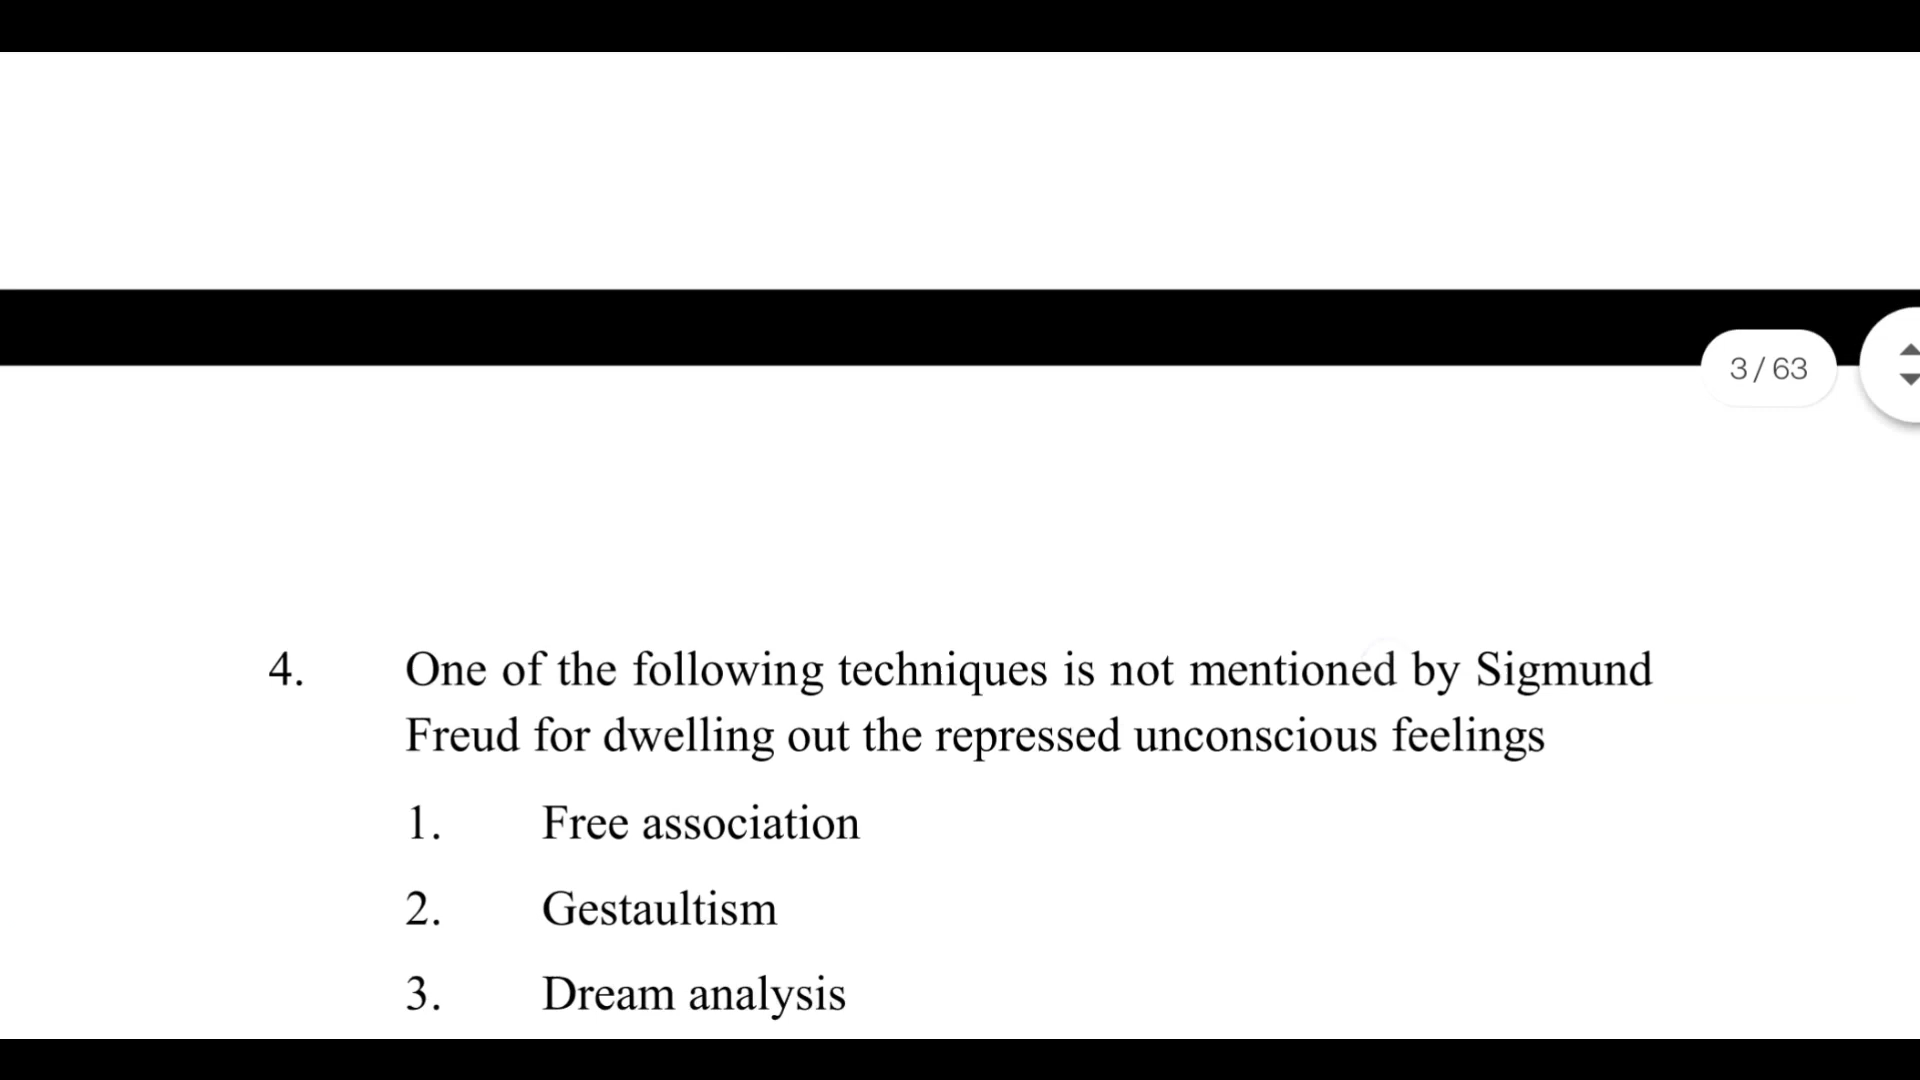 3 / 63
4. One of the following techniques is not mentioned by Sigmund
Freud for dwelling out the repressed unconscious feelings
1. Free association
2. Gestaultism
3. Dream analysis